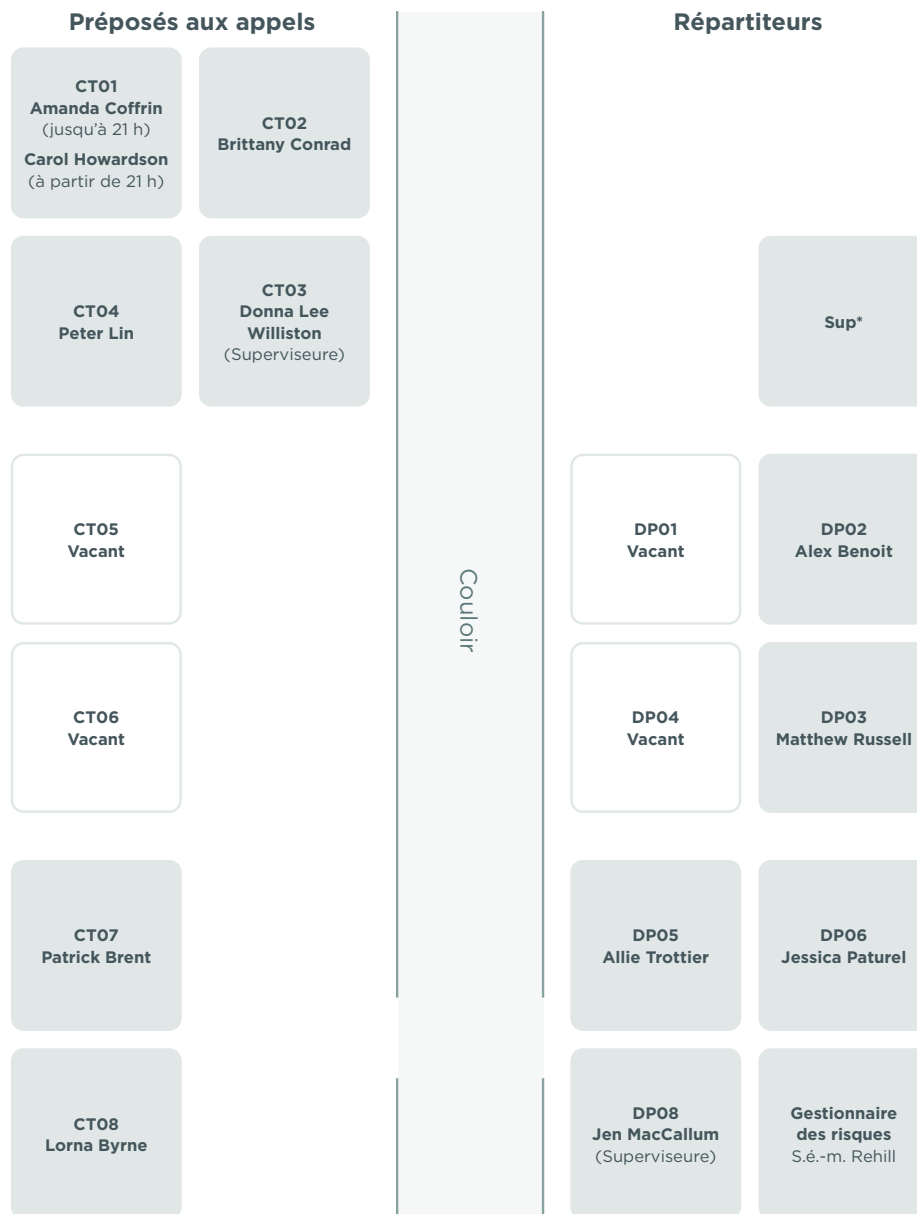 Préposés aux appels
CT01
Amanda Coffrin
(jusqu'à 21 h)
Carol Howardson
(à partir de 21 h)
CT02
Brittany Conrad
CT04
Peter Lin
CT03
Donna Lee
Williston
(Superviseure)
CT05
Vacant
CT06
Vacant
CT07
Patrick Brent
CT08
Lorna Byrne
Couloir
Répartiteurs
Sup*
DP01
Vacant
DP02
Alex Benoit
DP04
Vacant
DP03
Matthew Russell
DP05
Allie Trottier
DP06
Jessica Paturel
DP08
Jen MacCallum
(Superviseure)
Gestionnaire
des risques
S.é.-m. Rehill